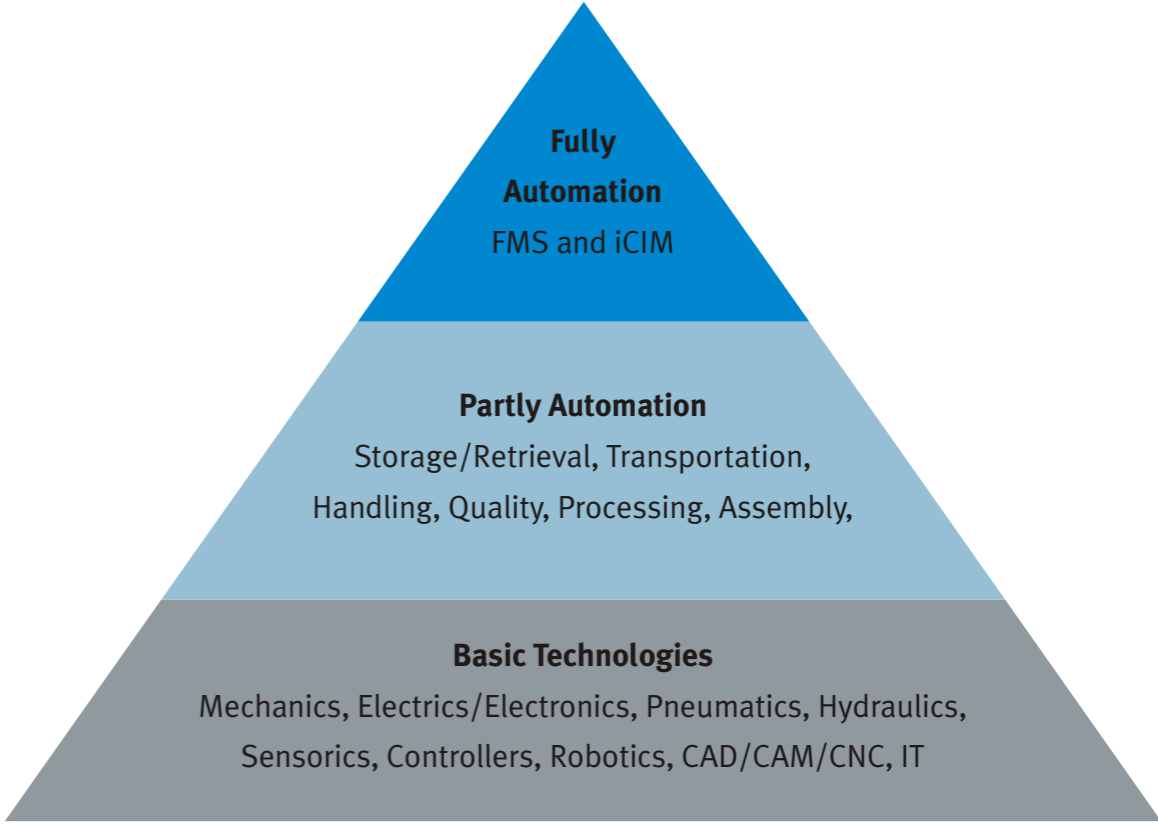 Fully
Automation
FMS and iCIM
Partly Automation
Storage/Retrieval, Transportation,
Handling, Quality, Processing, Assembly,
Basic Technologies
Mechanics, Electrics/Electronics, Pneumatics, Hydraulics,
Sensorics, Controllers, Robotics, CAD/CAM/CNC, IT